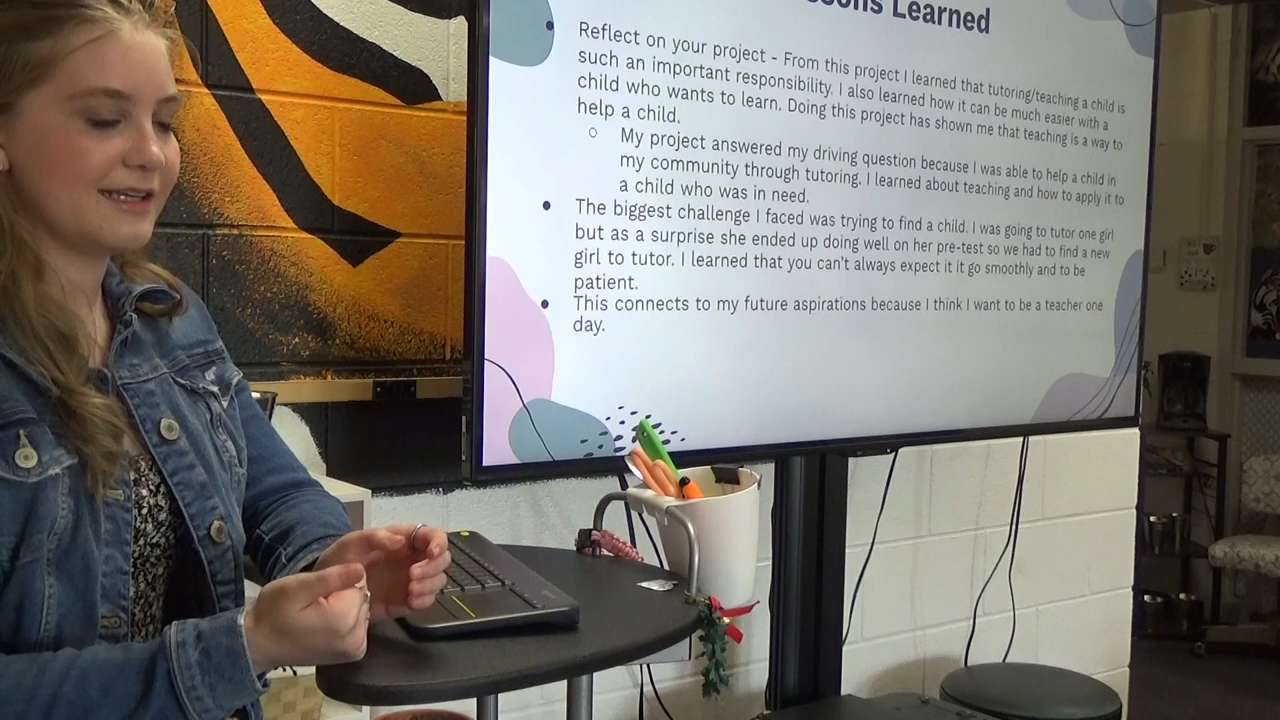 ssons Learned
Reflect on your project - From this project I learned that tutoring/teaching a child is
such an important responsibility. I also learned how it can be much easier with a
child who wants to learn. Doing this project has shown me that teaching is a way to
help a child.
My project answered my driving question because I was able to help a child in
my community through tutoring. I learned about teaching and how to apply it to
a child who was in need.
The biggest challenge I faced was trying to find a child. I was going to tutor one girl
but as a surprise she ended up doing well on her pre-test so we had to find a new
girl to tutor. I learned that you can't always expect it it go smoothly and to be
patient.
This connects to my future aspirations because I think I want to be a teacher one
day.